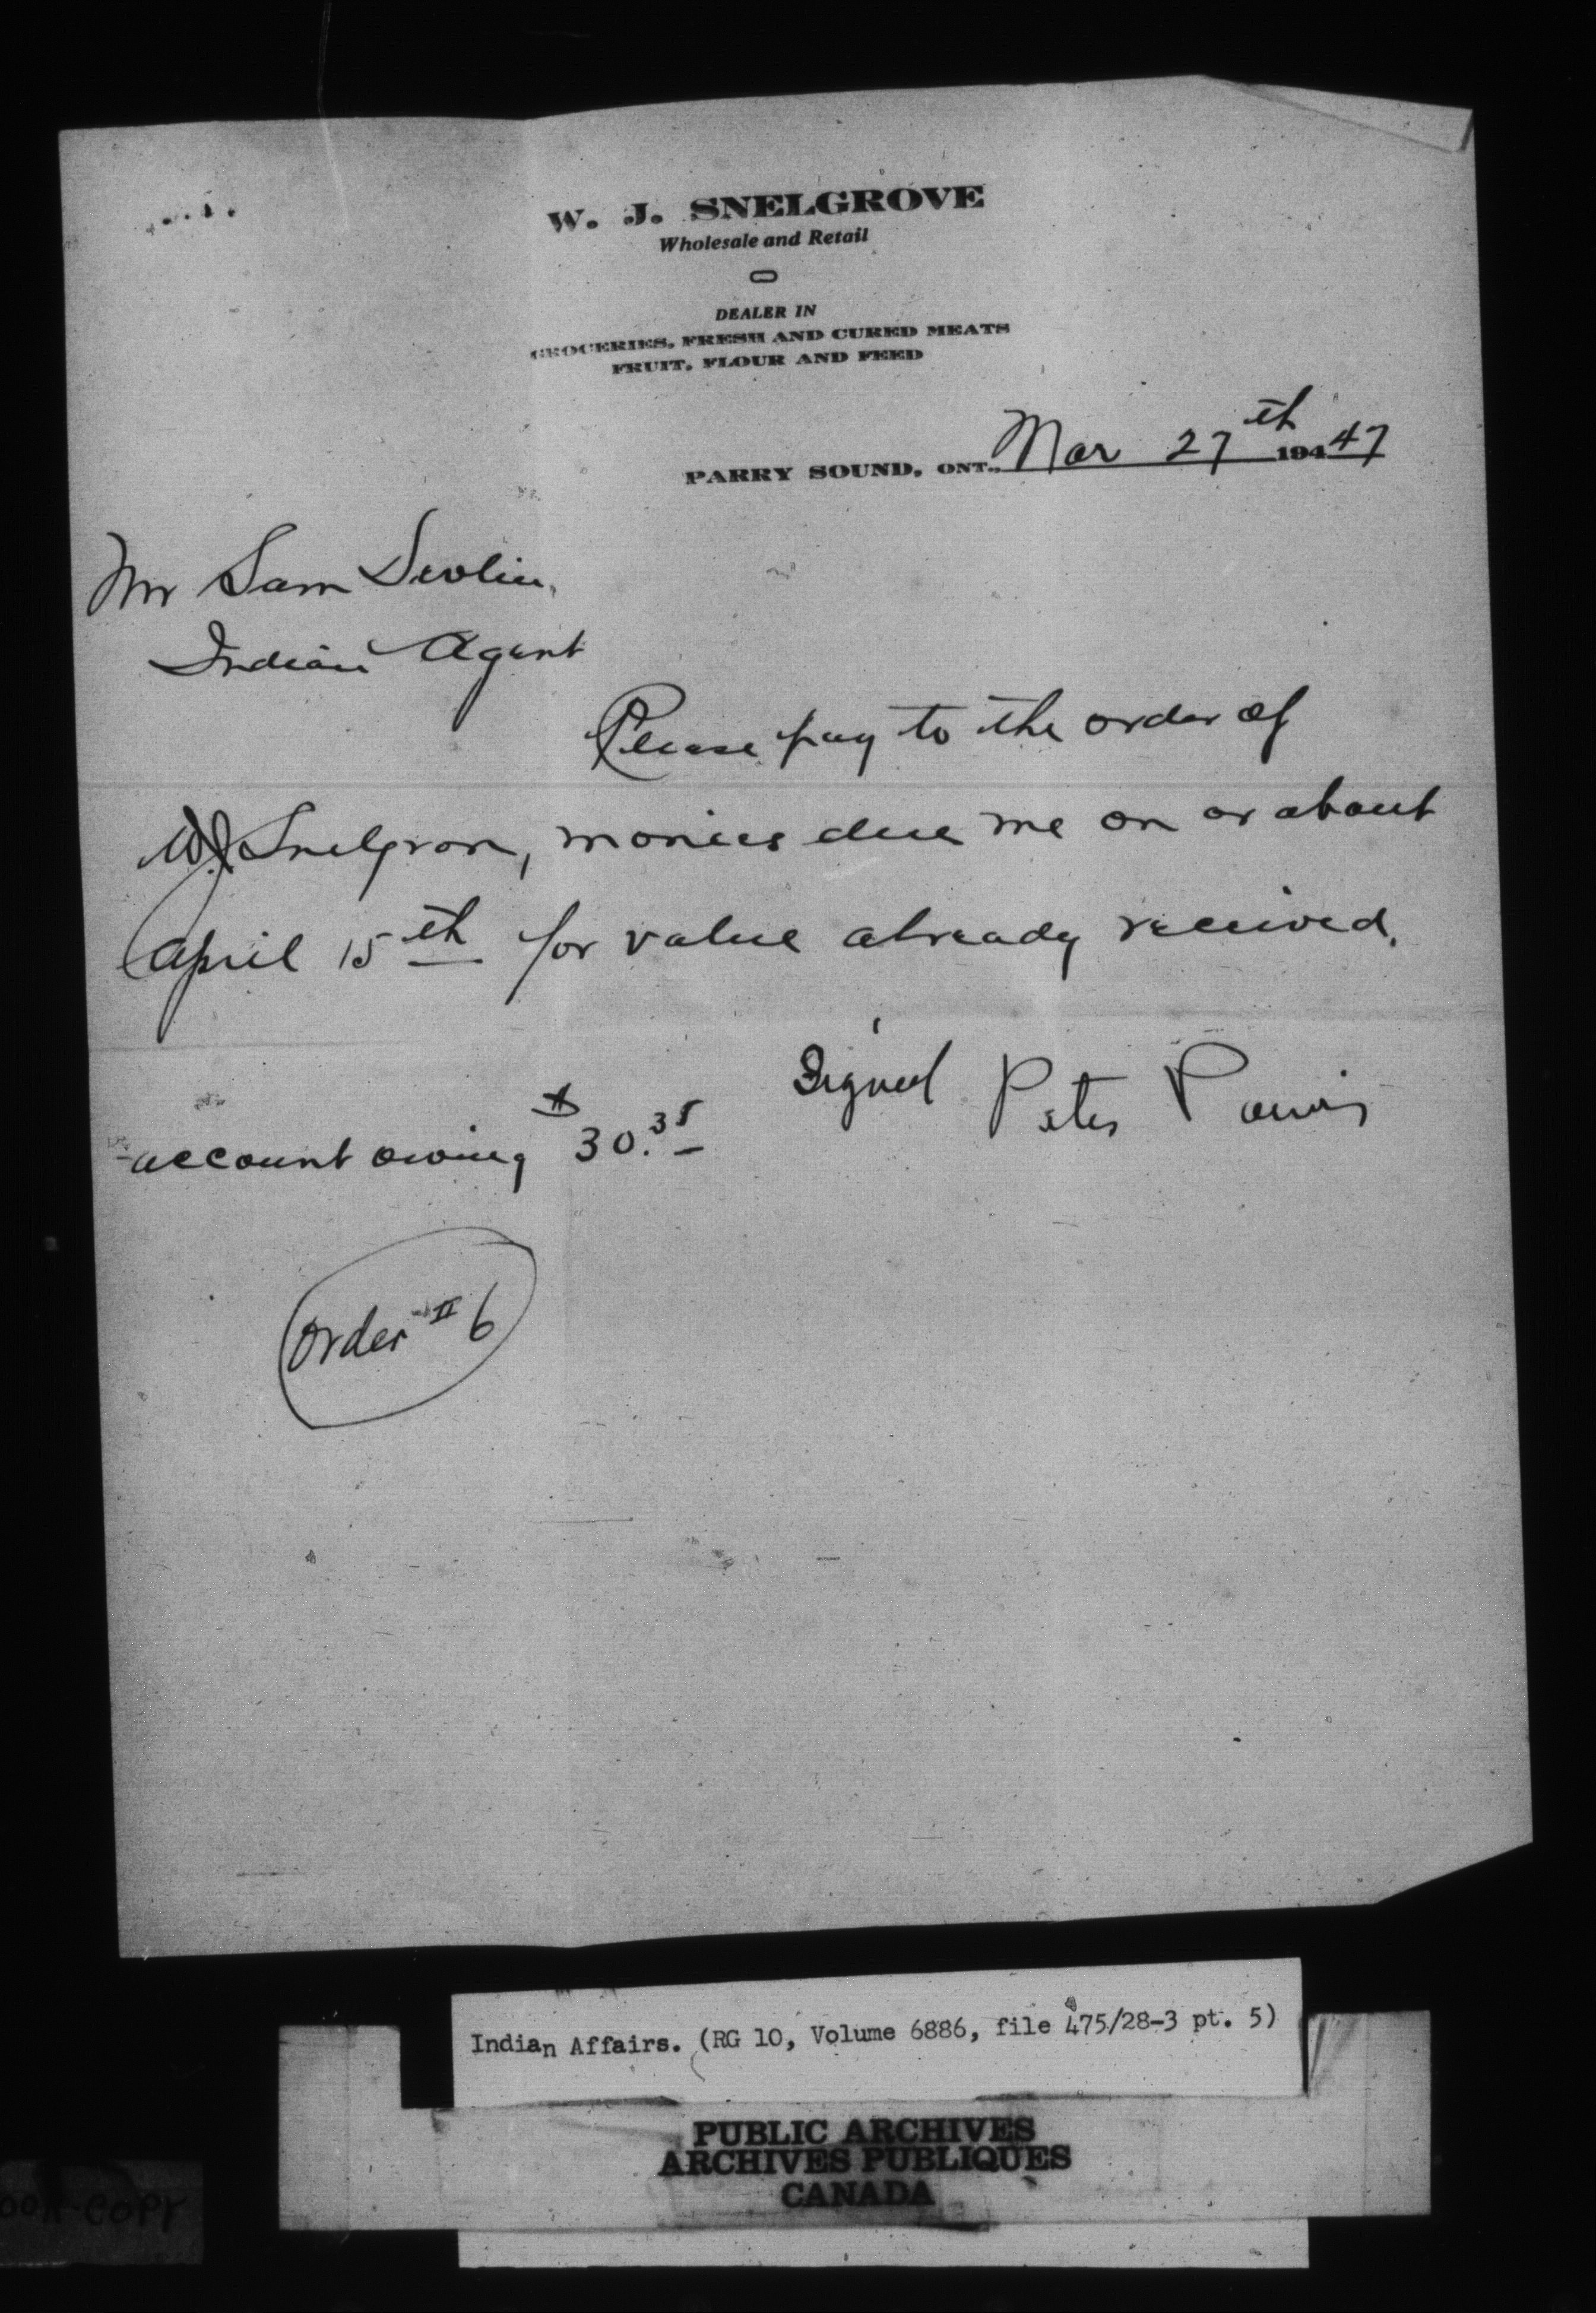 W. J. SNELGROVE
Wholesale and Retail
DEALER IN
GROCERIES, FRESH AND CURED MEATS
FRUIT, FLOUR AND FEED
PARRY SOUND, ONT. Mar 27th 19447
Mr Sam Devlin,
Indian Agent
Please pay to the order of
W.J. Snelgrove, monies due me on or about
April 15th for value already received.
Signed Peter
account owing $30.35
Order # 6
Indian Affairs. (RG 10, Volume 6886, file 475/28-3 pt. 5)
PUBLIC ARCHIVES
ARCHIVES PUBLIQUES
CANADA
COPY